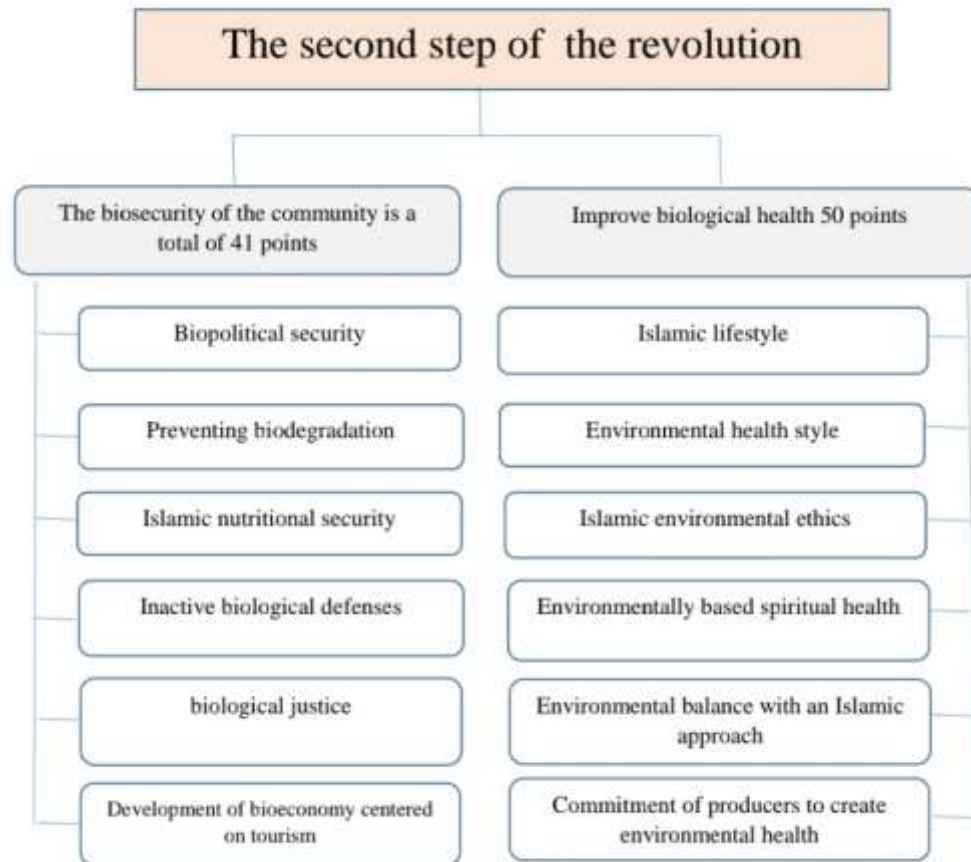 The second step of the revolution
The biosecurity of the community is a
total of 41 points
Biopolitical security
Preventing biodegradation
Islamic nutritional security
Inactive biological defenses
biological justice
Development of bioeconomy centered
on tourism
Improve biological health 50 points
Islamic lifestyle
Environmental health style
Islamic environmental ethics
Environmentally based spiritual health
Environmental balance with an Islamic
approach
Commitment of producers to create
environmental health